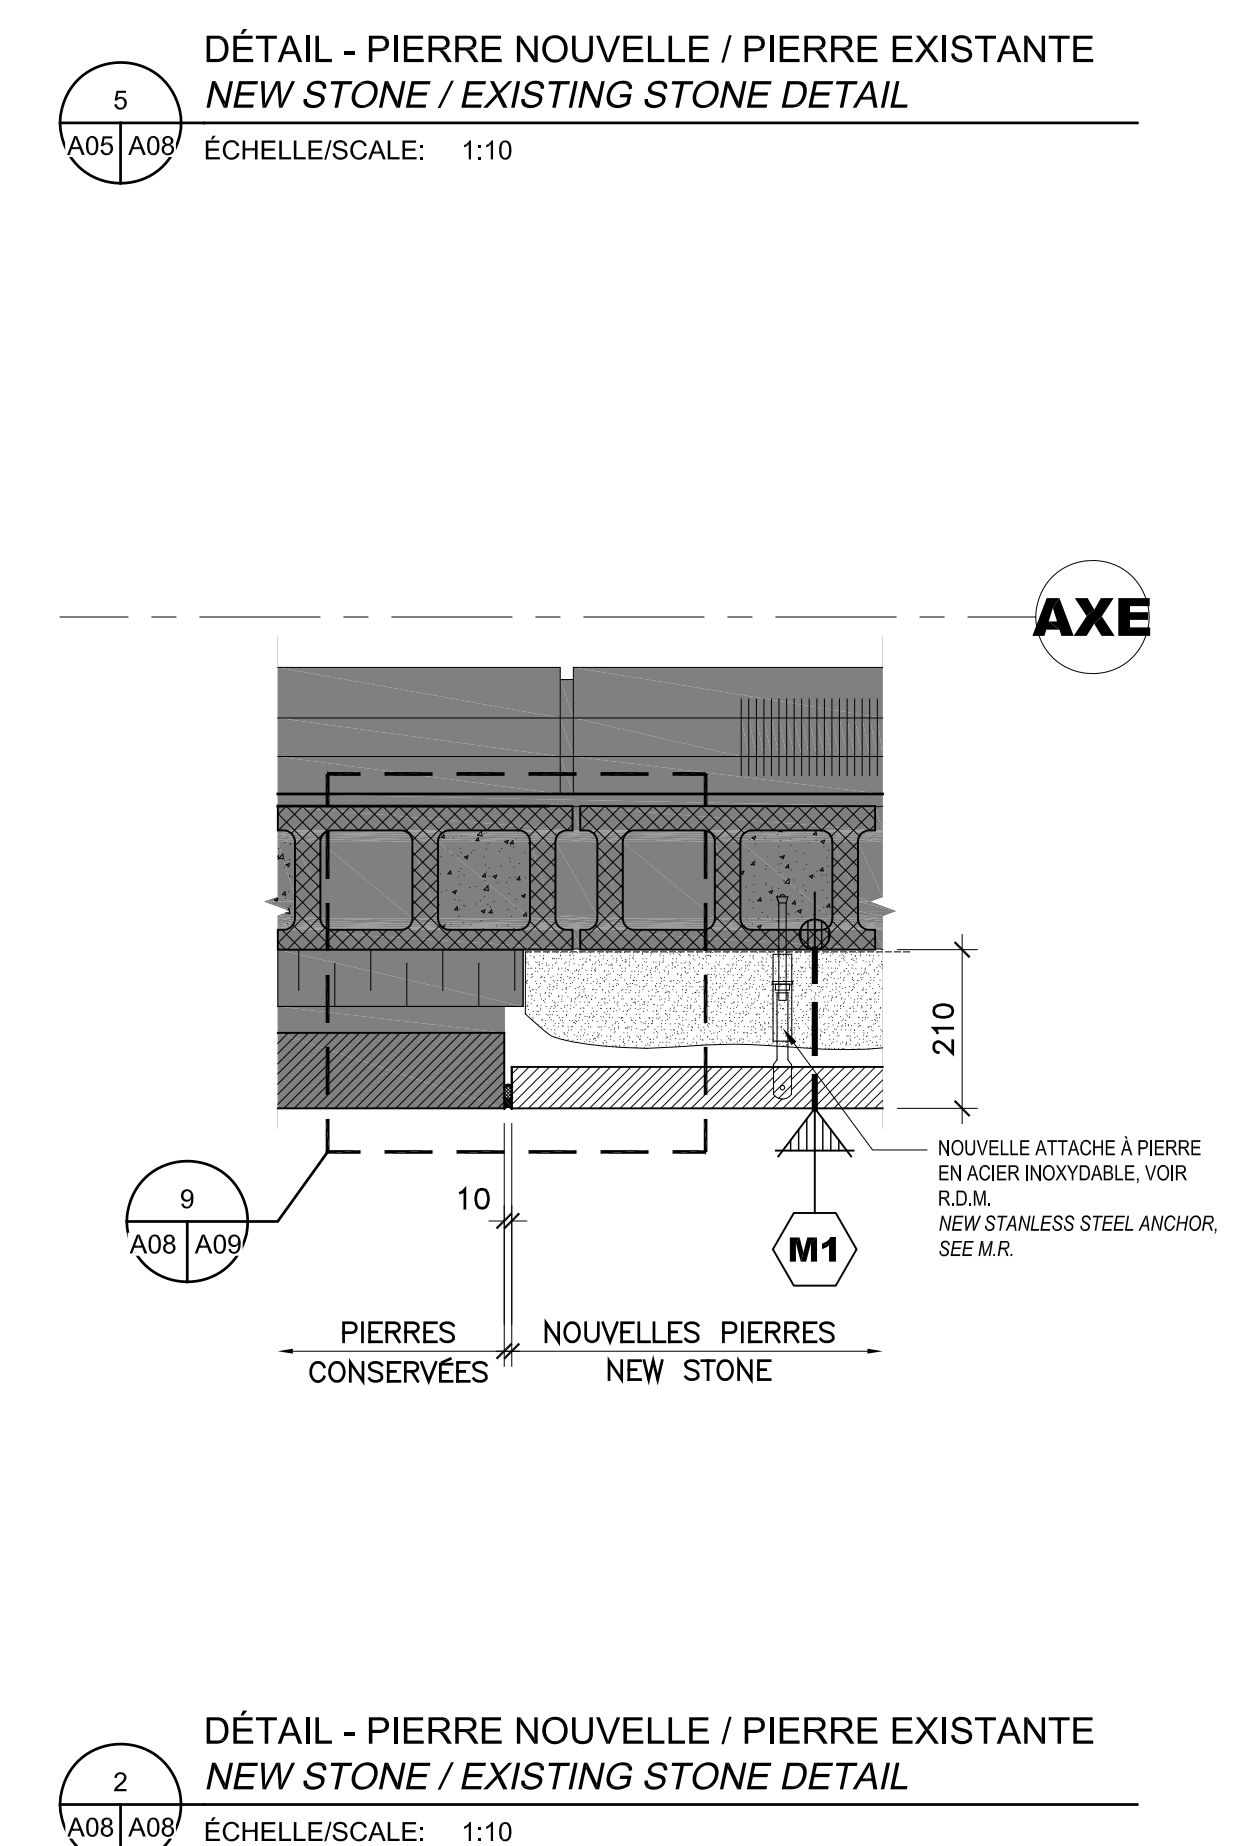 DÉTAIL - PIERRE NOUVELLE / PIERRE EXISTANTE
NEW STONE / EXISTING STONE DETAIL
5
A05 A08
ÉCHELLE/SCALE: 1:10
AXE
210
NOUVELLE ATTACHE À PIERRE
EN ACIER INOXYDABLE, VOIR
R.D.M.
NEW STANLESS STEEL ANCHOR,
SEE M.R.
9
A08 A09
10
M1
PIERRES
CONSERVÉES
NOUVELLES PIERRES
NEW STONE
DÉTAIL - PIERRE NOUVELLE / PIERRE EXISTANTE
NEW STONE / EXISTING STONE DETAIL
2
A08 A08
ÉCHELLE/SCALE: 1:10